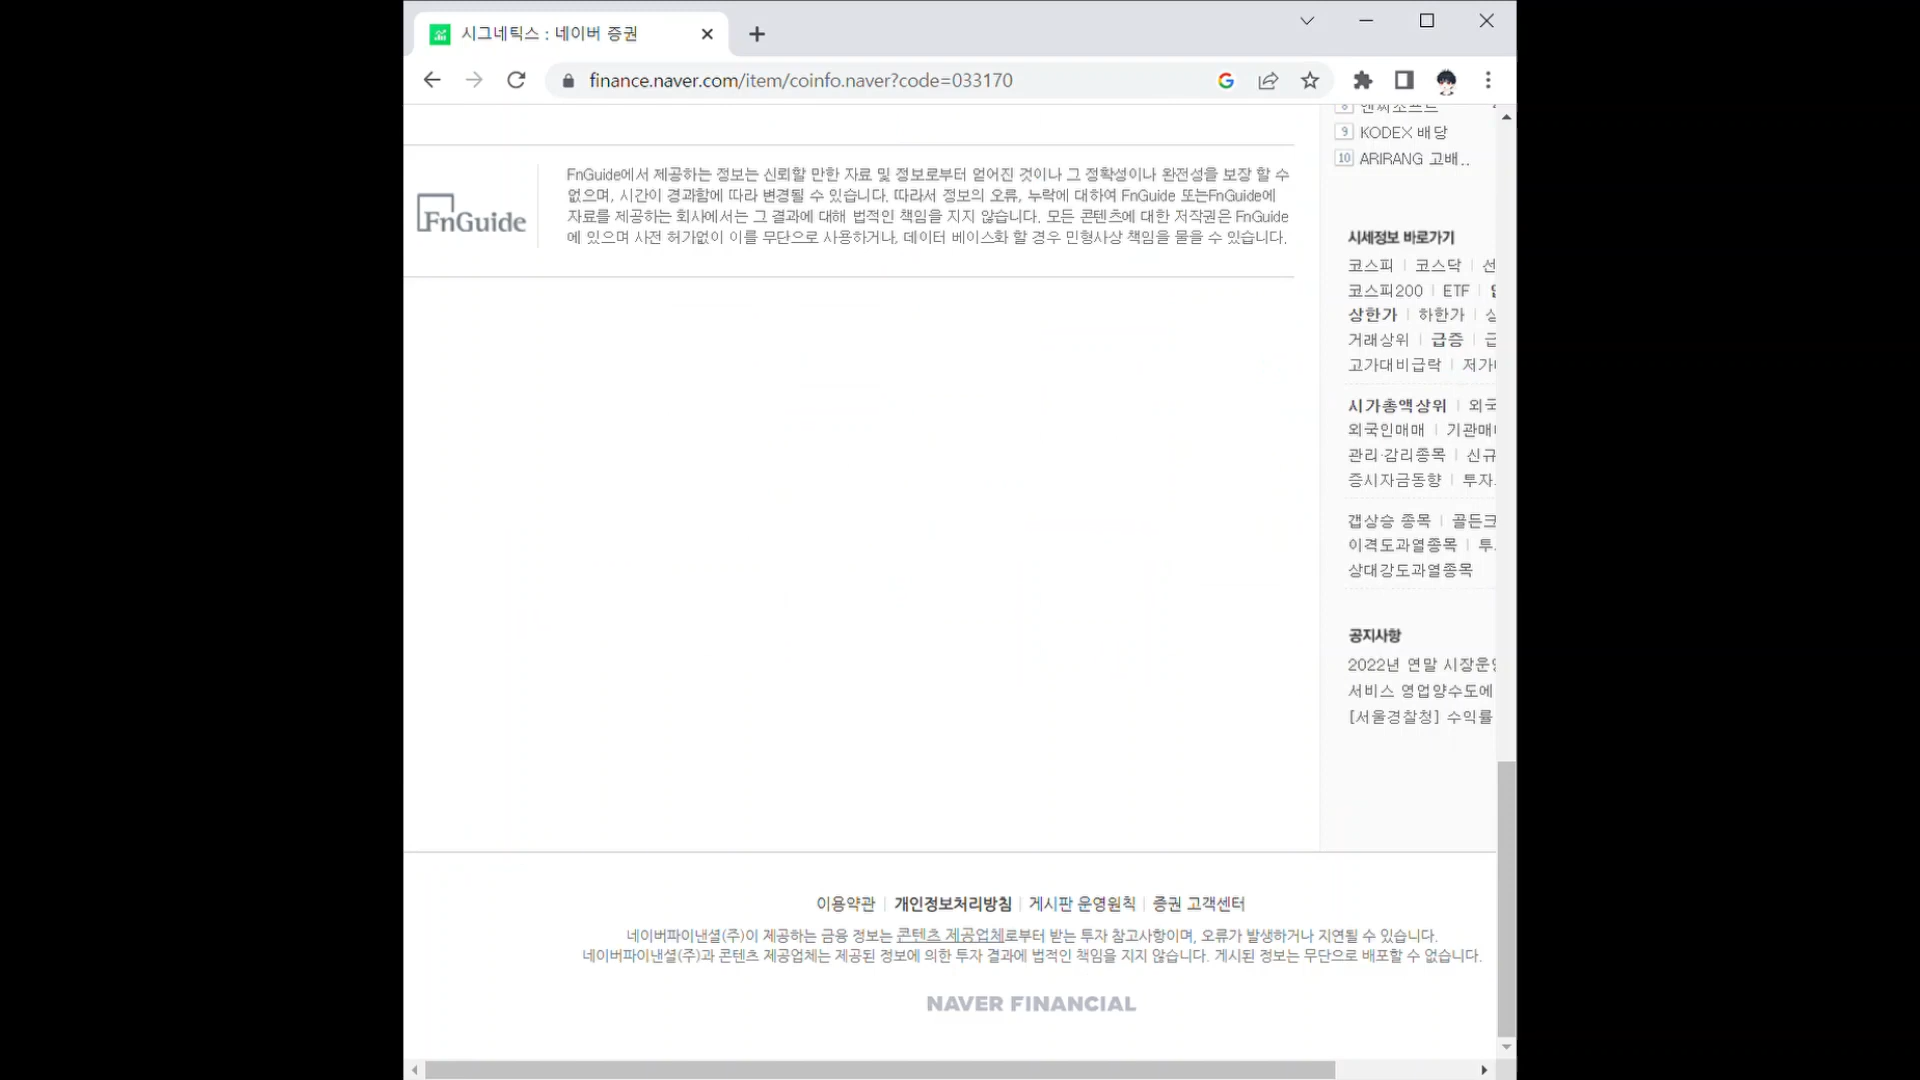 시그네틱스 : 네이버 증권
finance.naver.com/item/coinfo.naver?code=033170
FnGuide
FnGuide에서 제공하는 정보는 신뢰할 만한 자료 및 정보로부터 얻어진 것이나 그 정확성이나 완전성을 보장 할 수
없으며, 시간이 경과함에 따라 변경될 수 있습니다. 따라서 정보의 오류, 누락에 대하여 FnGuide 또는FnGuide에
자료를 제공하는 회사에서는 그 결과에 대해 법적인 책임을 지지 않습니다. 모든 콘텐츠에 대한 저작권은 FnGuide
에 있으며 사전 허가없이 이를 무단으로 사용하거나, 데이터 베이스화 할 경우 민형사상 책임을 물을 수 있습니다.
8 엔씨소프트
9 KODEX 배당
10 ARIRANG 고배..
시세정보 바로가기
코스피 | 코스닥 | 선
코스피200 | ETF |
상한가 | 하한가 |
거래상위 | 급증 | 급
고가대비급락 | 저가
시가총액상위 | 외국
외국인매매 | 기관매
관리·감리종목 | 신규
증시자금동향 | 투자
갭상승 종목 | 골든크
이격도과열종목 | 투
상대강도과열종목
공지사항
2022년 연말 시장운영
서비스 영업양수도에
[서울경찰청] 수익률
이용약관 | 개인정보처리방침 | 게시판 운영원칙 | 증권 고객센터
네이버파이낸셜(주)이 제공하는 금융 정보는 콘텐츠 제공업체로부터 받는 투자 참고사항이며, 오류가 발생하거나 지연될 수 있습니다.
네이버파이낸셜(주)과 콘텐츠 제공업체는 제공된 정보에 의한 투자 결과에 법적인 책임을 지지 않습니다. 게시된 정보는 무단으로 배포할 수 없습니다.
NAVER FINANCIAL